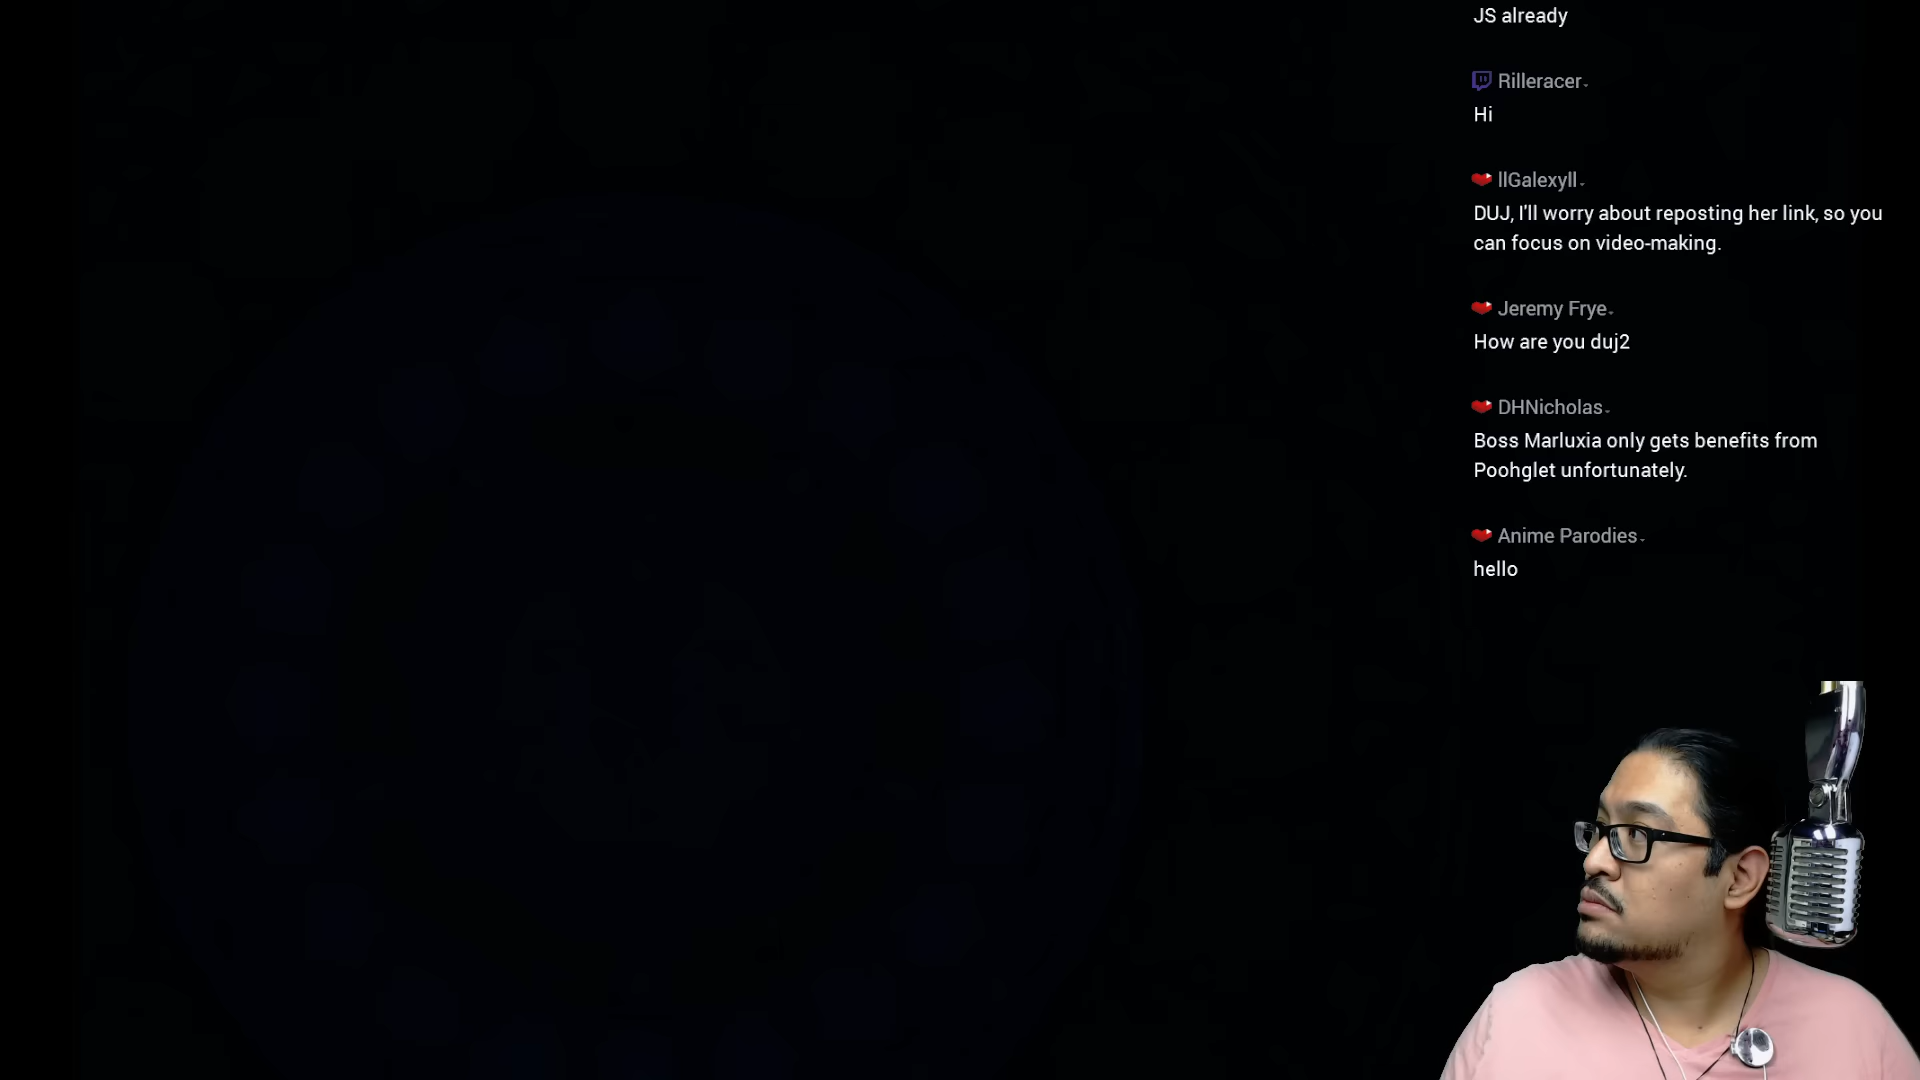 JS already
Rilleracer
Hi
llGalexyll
DUJ, I'll worry about reposting her link, so you
can focus on video-making.
Jeremy Frye
How are you duj2
DHNicholas
Boss Marluxia only gets benefits from
Poohglet unfortunately.
Anime Parodies
hello